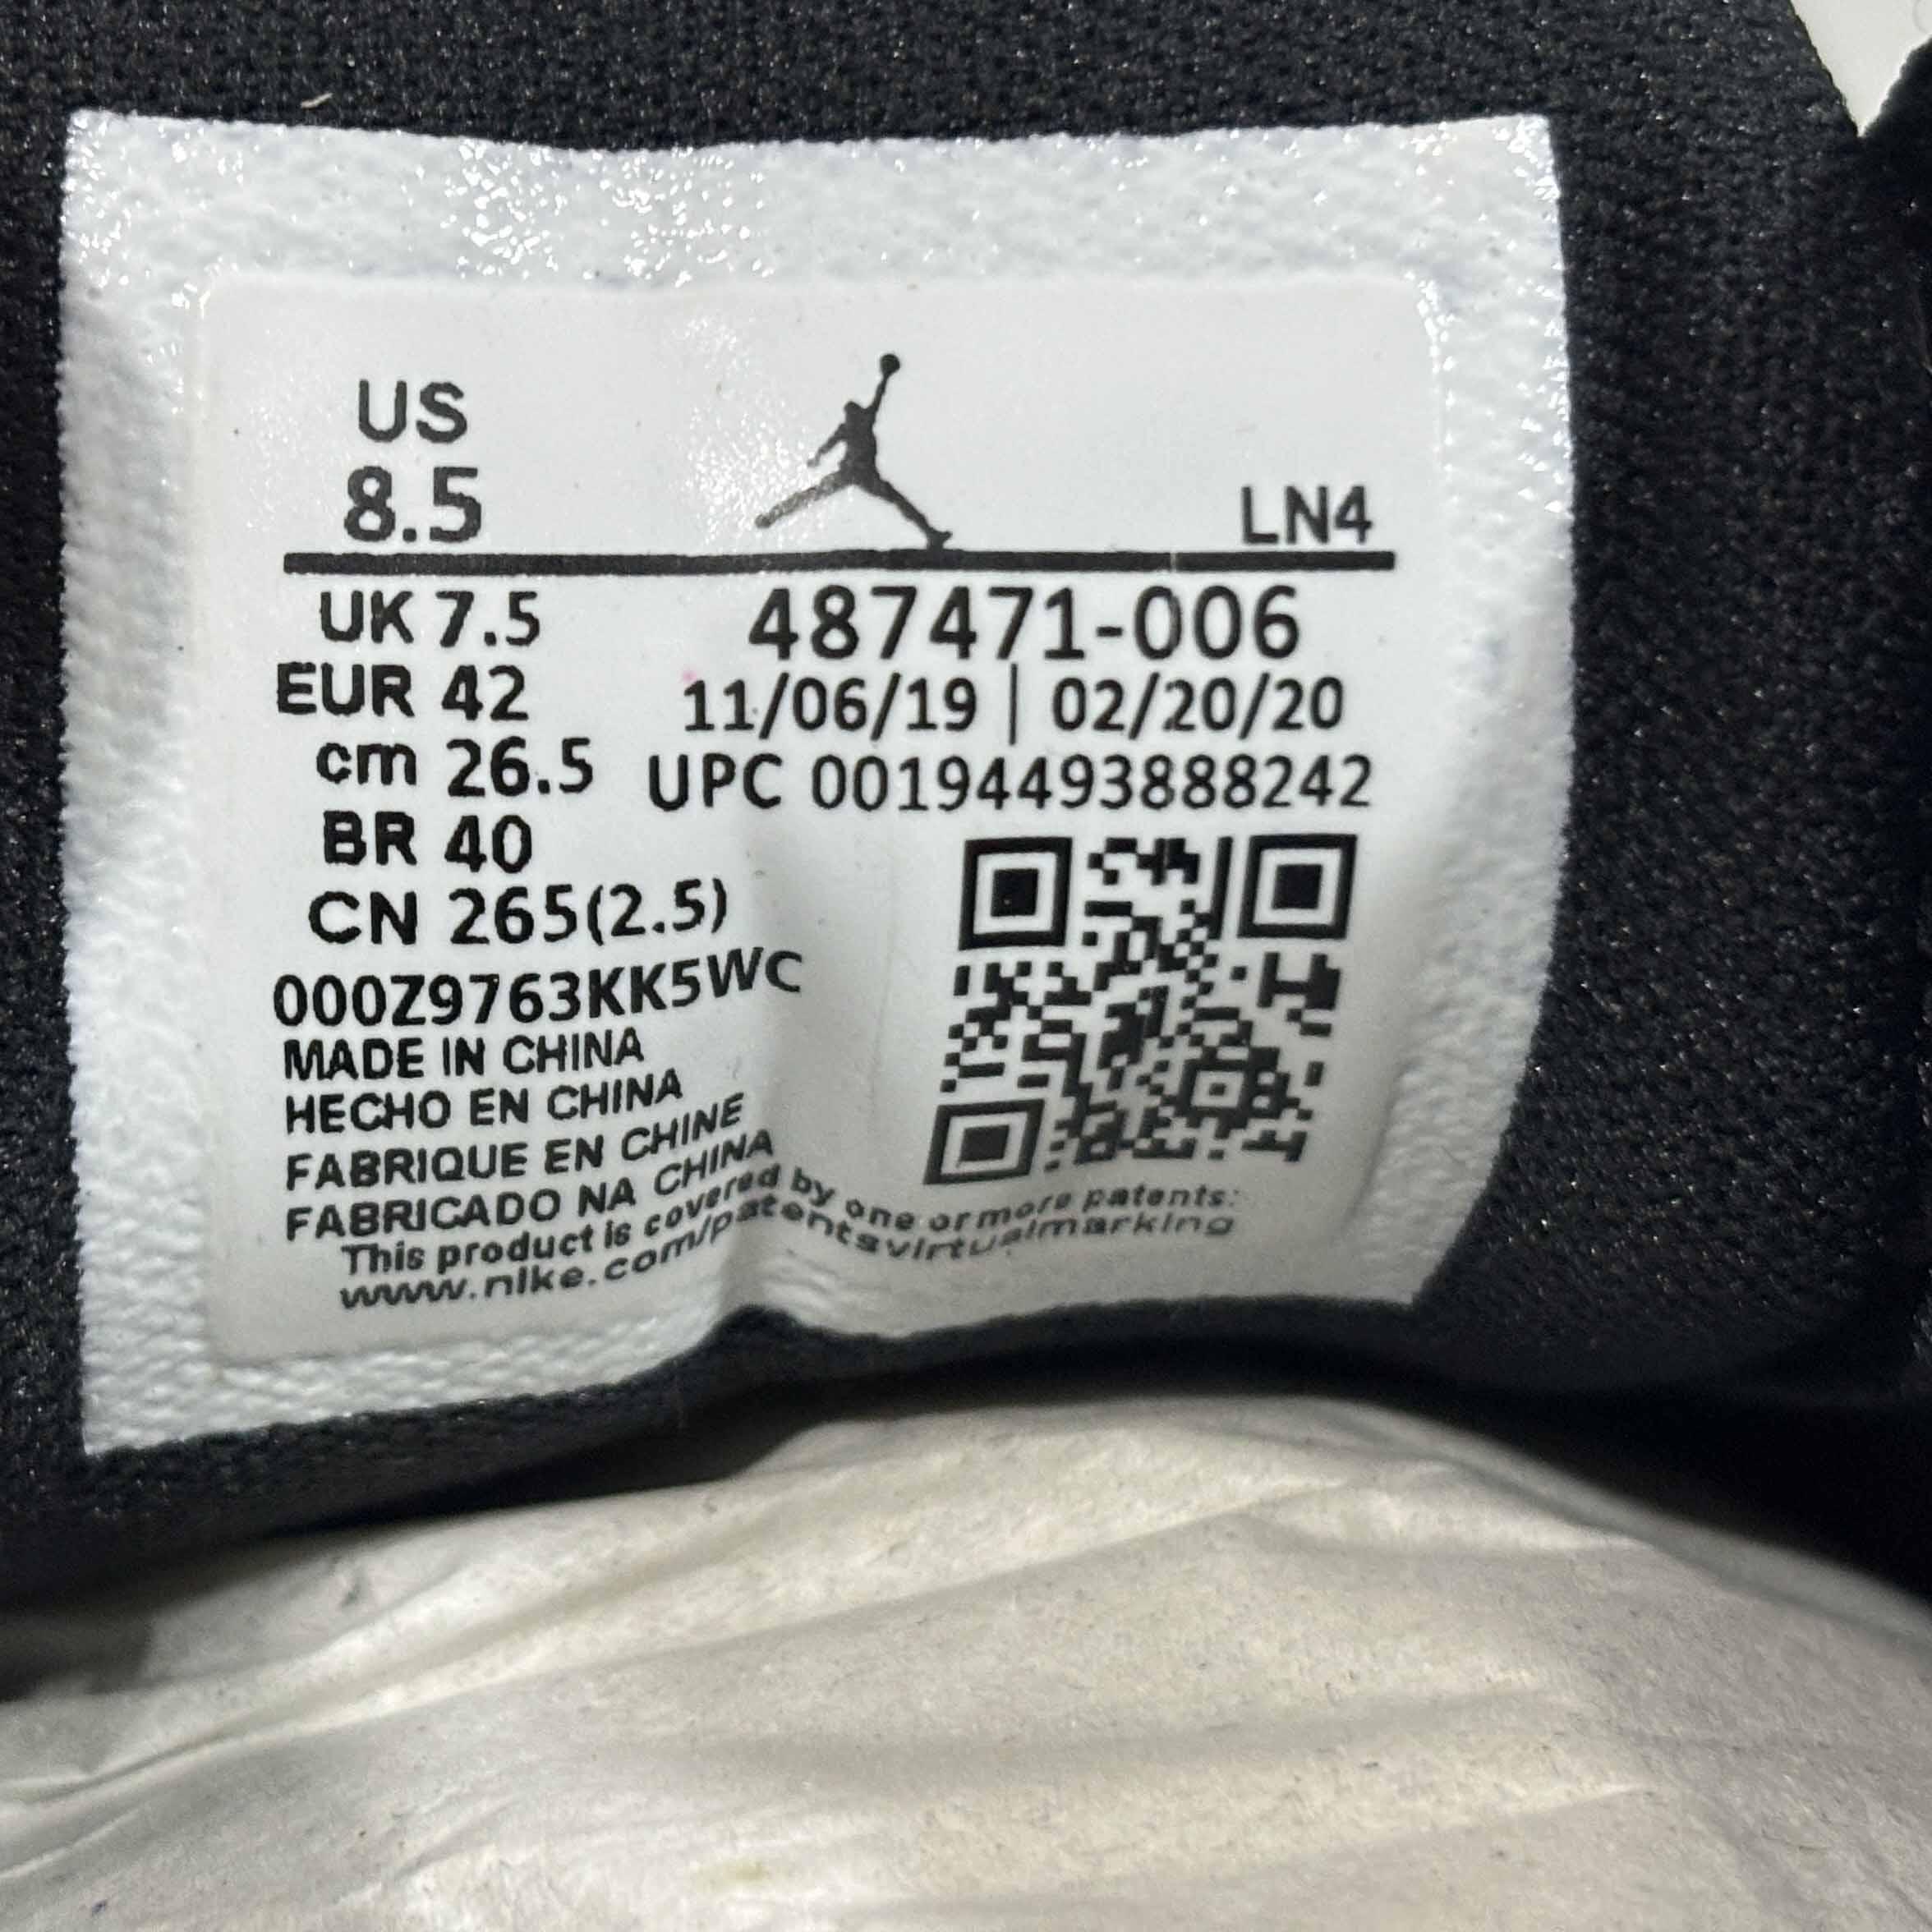 US
8.5
LN4
UK 7.5
487471-006
EUR 42
11/06/19 | 02/20/20
cm 26.5
UPC 00194493888242
BR 40
CN 265(2.5)
000Z9763KK5WC
MADE IN CHINA
HECHO EN CHINA
FABRIQUE EN CHINE
FABRICADO NA CHINA
This product is covered by one or more patents:
www.nike.com/patentsvirtualmarking